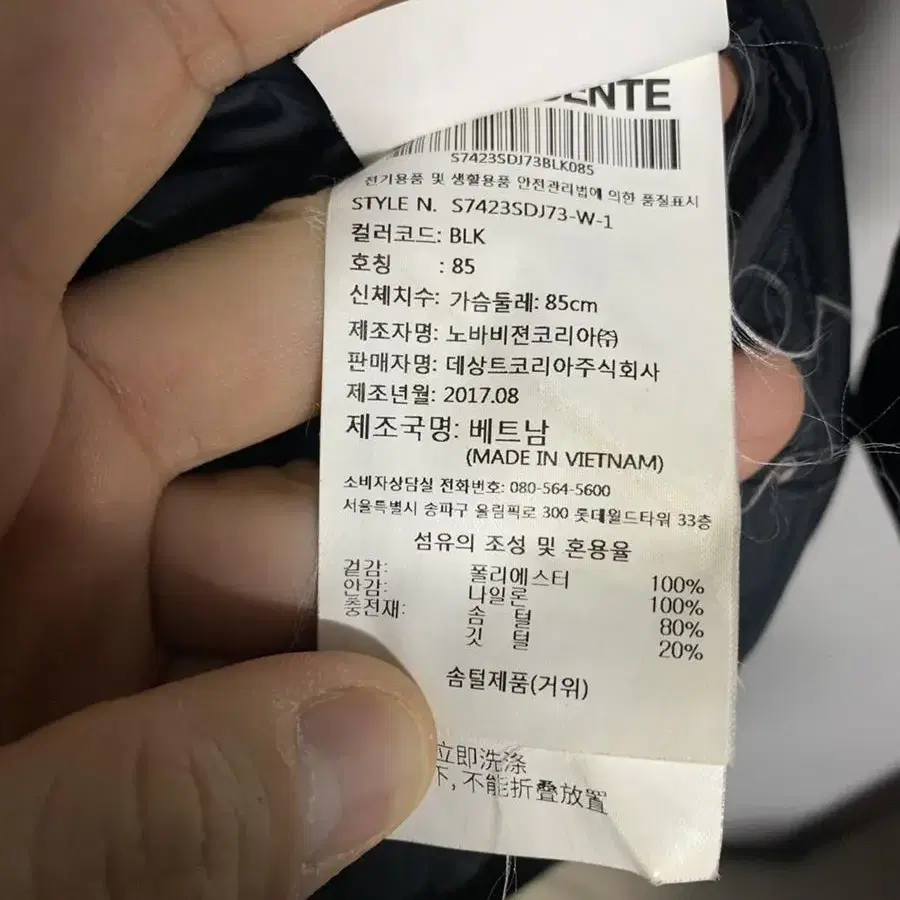 S7423SDJ73BLK085
전기용품 및 생활용품 안전관리법에 의한 품질표시
STYLE N. S7423SDJ73-W-1
컬러코드: BLK
호칭 : 85
신체치수: 가슴둘레: 85cm
제조자명: 노바비젼코리아㈜
판매자명: 데상트코리아주식회사
제조년월: 2017.08
제조국명: 베트남
(MADE IN VIETNAM)
소비자상담실 전화번호: 080-564-5600
서울특별시 송파구 올림픽로 300 롯데월드타워 33층
섬유의 조성 및 혼용율
겉감: 폴리에스터 100%
안감: 나일론 100%
충전재: 솜 털 80%
깃 털 20%
솜털제품(거위)
立即洗涤
下, 不能折叠放置